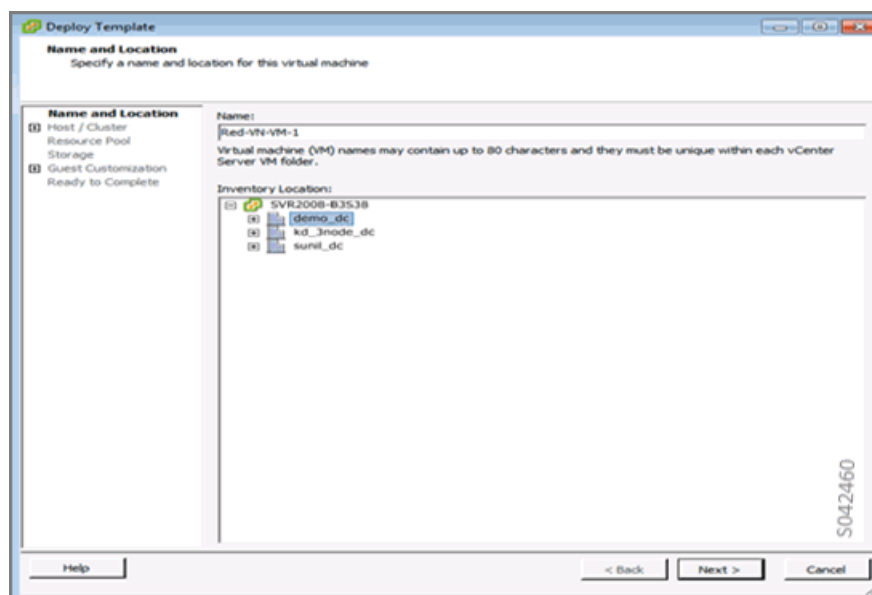 Deploy Template
Name and Location
Specify a name and location for this virtual machine
Name and Location
Host / Cluster
Resource Pool
Storage
Guest Customization
Ready to Complete
Name:
Red-VN-VM-1
Virtual machine (VM) names may contain up to 80 characters and they must be unique within each vCenter
Server VM folder.
Inventory Location:
SVR2008-B3S38
demo_dc
kd_3node_dc
sunil_dc
S042460
Help
< Back
Next >
Cancel